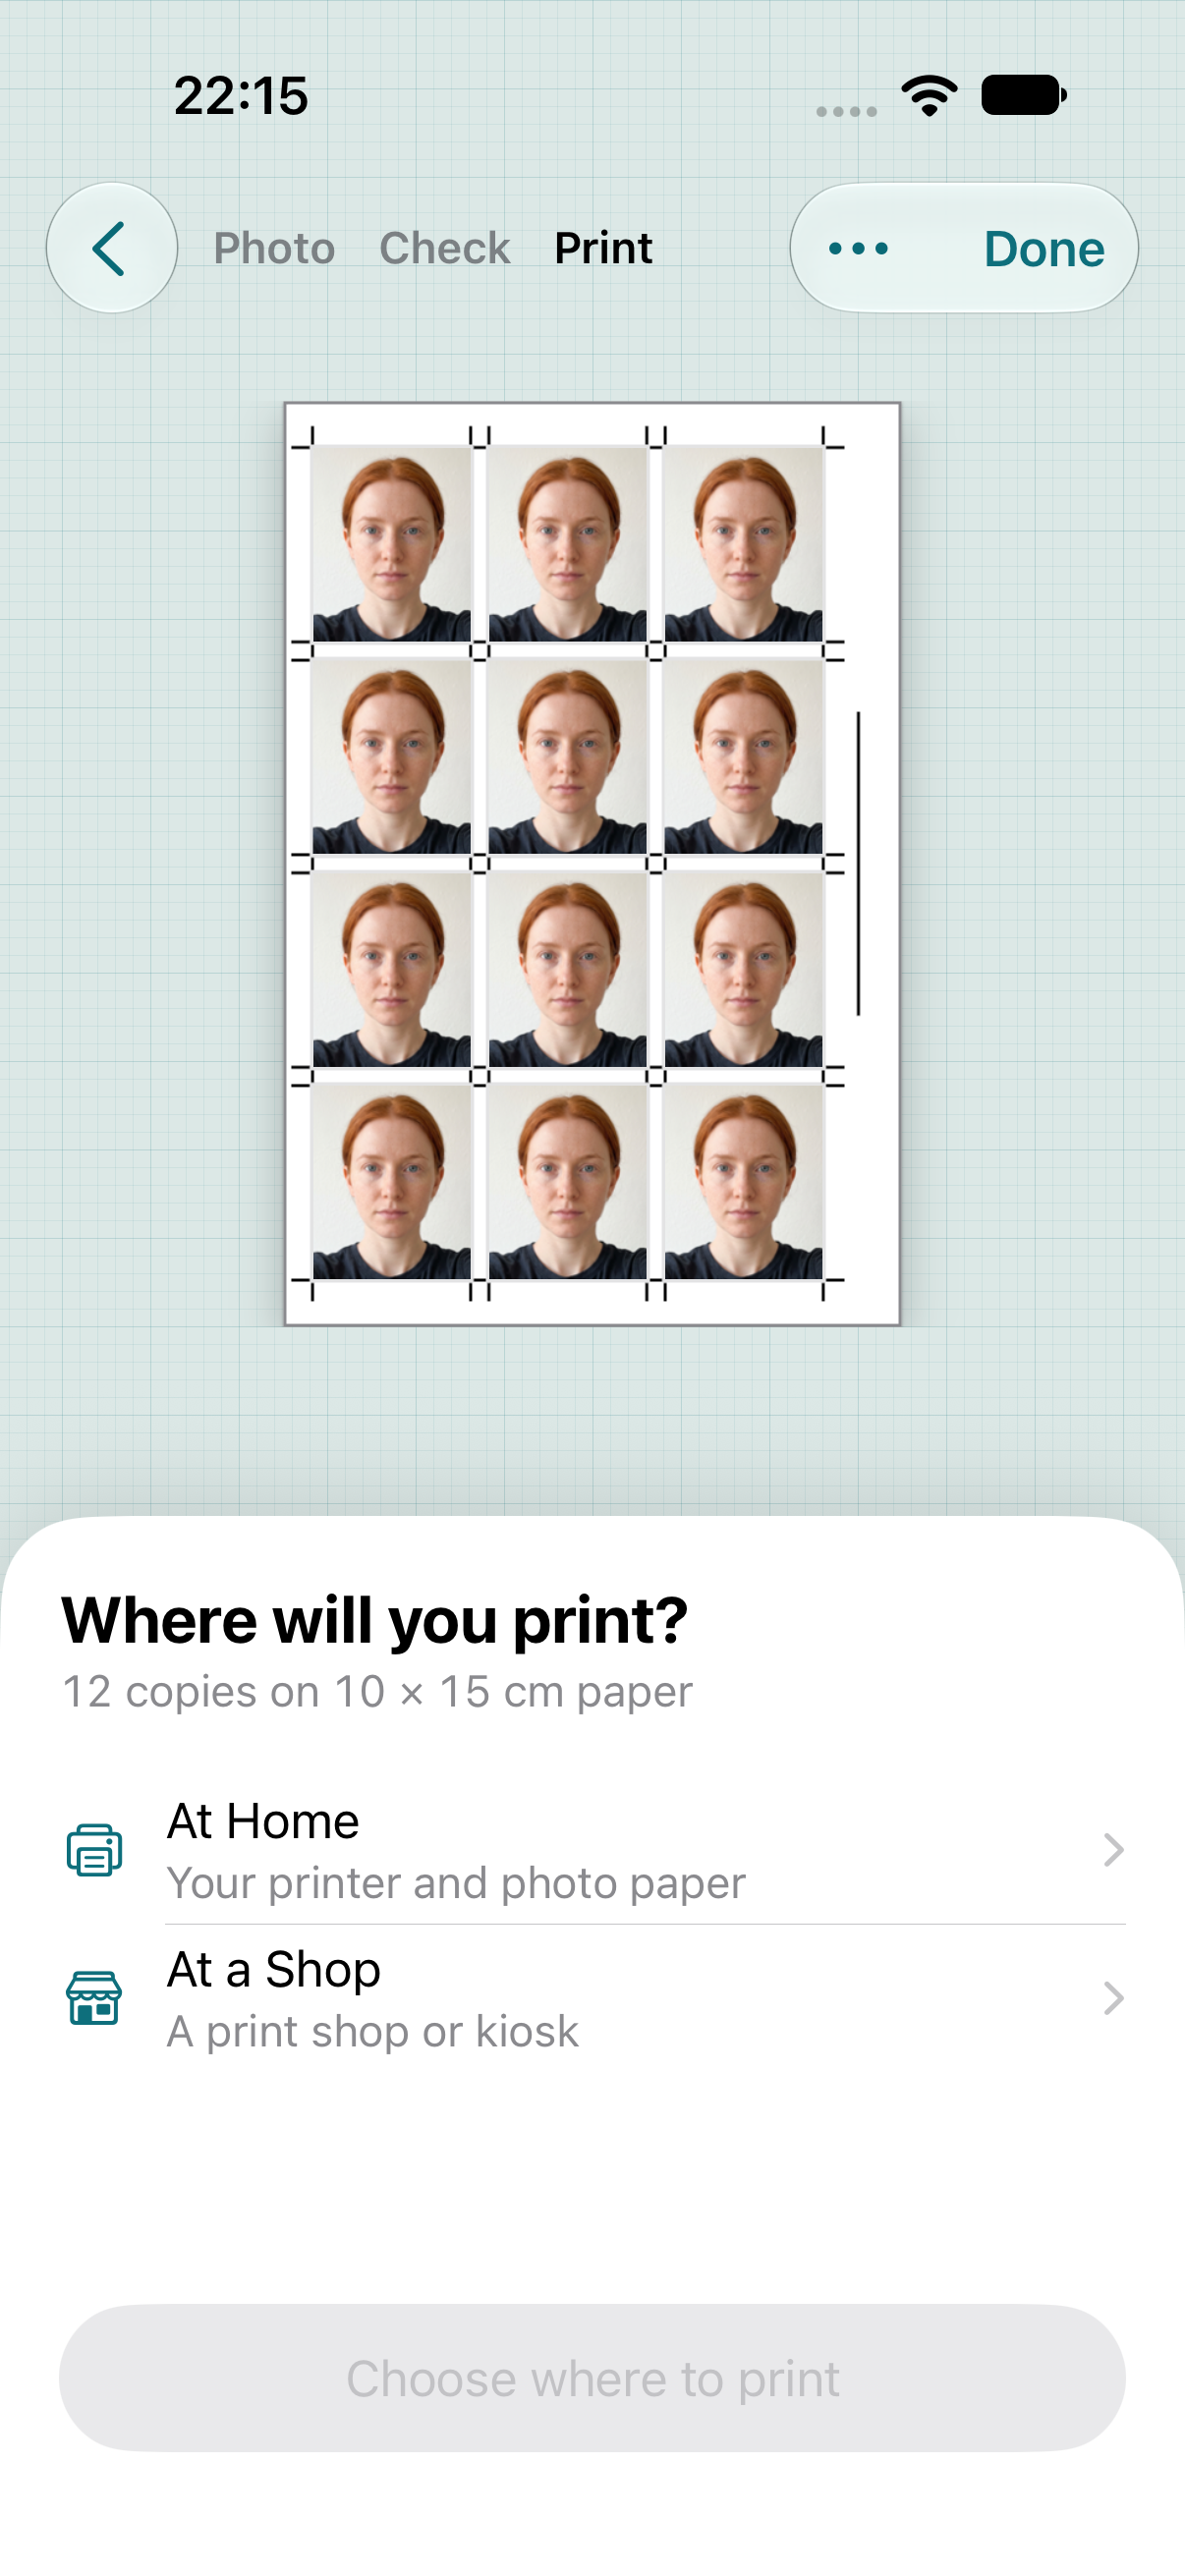 22:15
Photo Check Print
Done
Where will you print?
12 copies on 10 × 15 cm paper
At Home
Your printer and photo paper
At a Shop
A print shop or kiosk
Choose where to print